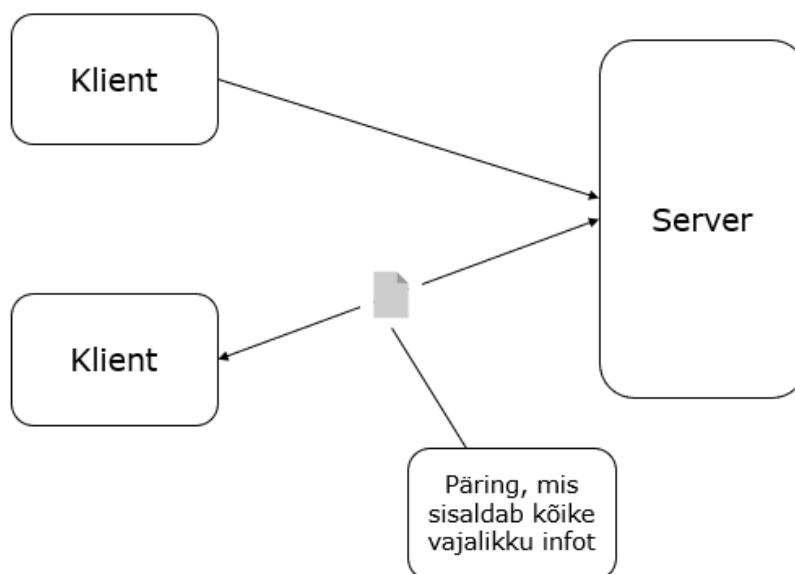 Klient
Server
Klient
Päring, mis
sisaldab kõike
vajalikku infot